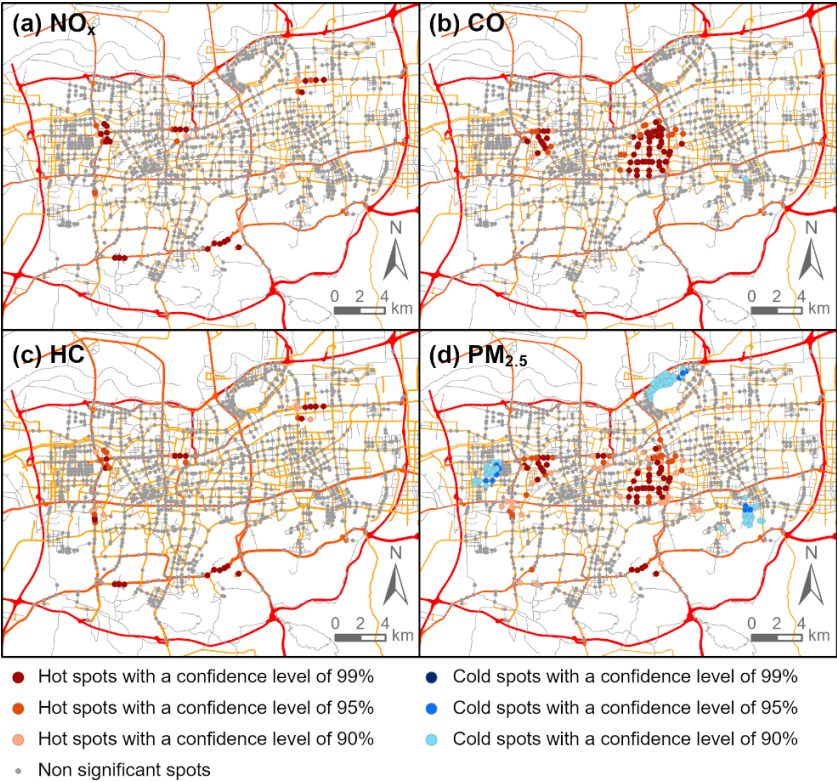 (a) NOₓ
(b) CO
N
0 2 4
km
N
0 2 4
km
(c) HC
(d) PM₂.₅
N
0 2 4
km
N
0 2 4
km
Hot spots with a confidence level of 99%
Cold spots with a confidence level of 99%
Hot spots with a confidence level of 95%
Cold spots with a confidence level of 95%
Hot spots with a confidence level of 90%
Cold spots with a confidence level of 90%
Non significant spots